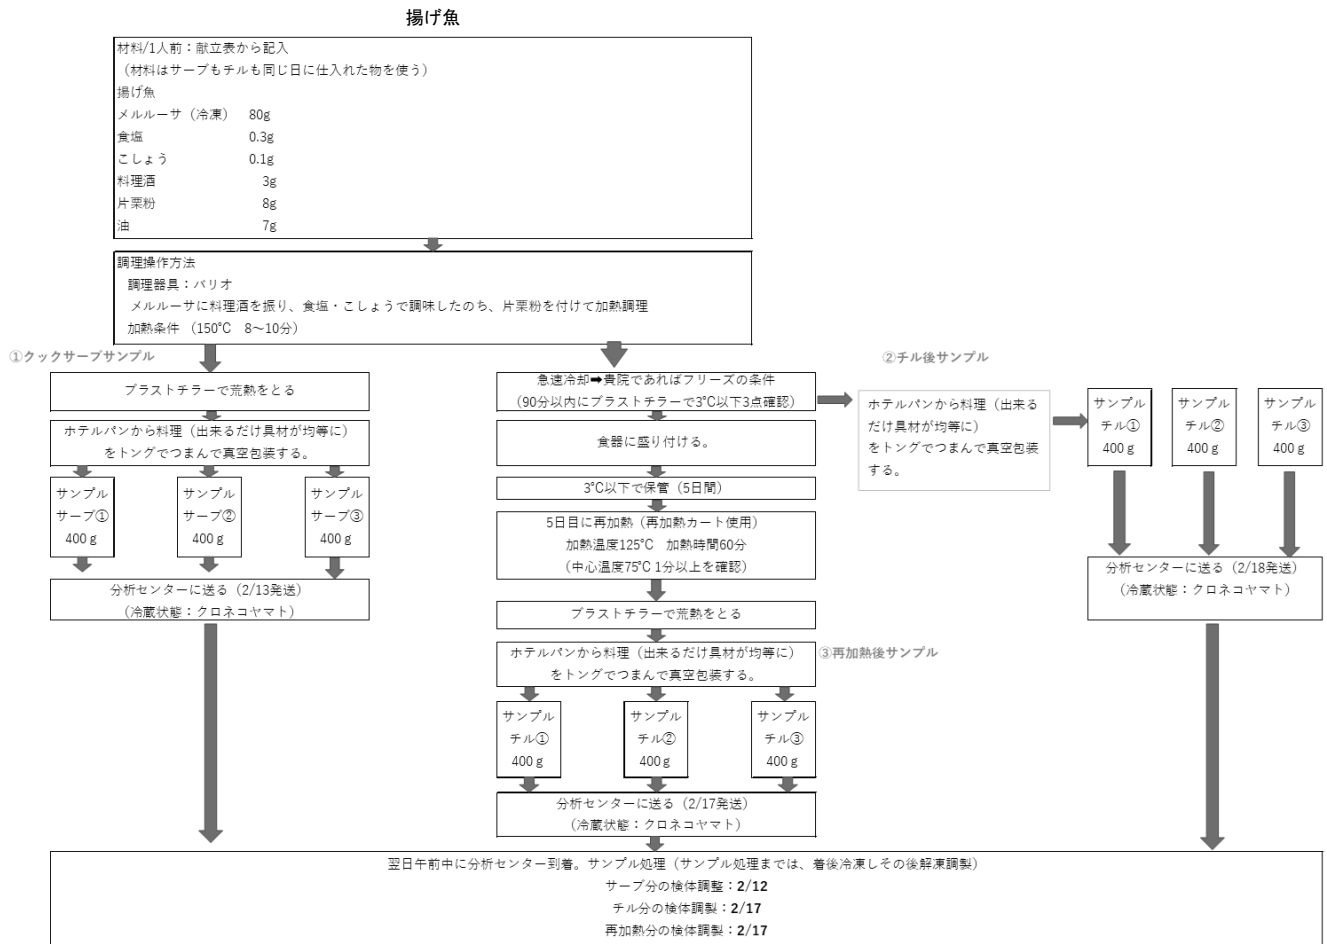 揚げ魚
材料/1人前：献立表から記入
（材料はサーブもチルも同じ日に仕入れた物を使う）
揚げ魚
メルルーサ（冷凍） 80g
食塩 0.3g
こしょう 0.1g
料理酒 3g
片栗粉 8g
油 7g
調理操作方法
調理器具：バリオ
メルルーサに料理酒を振り、食塩・こしょうで調味したのち、片栗粉を付けて加熱調理
加熱条件 （150℃ 8～10分）
①クックサーブサンプル
ブラストチラーで荒熱をとる
ホテルパンから料理（出来るだけ具材が均等に）
をトングでつまんで真空包装する。
サンプル
サーブ①
400ｇ
サンプル
サーブ②
400ｇ
サンプル
サーブ③
400ｇ
分析センターに送る（2/13発送）
（冷蔵状態：クロネコヤマト）
急速冷却➡貴院であればフリーズの条件
（90分以内にブラストチラーで3℃以下3点確認）
食器に盛り付ける。
3℃以下で保管（5日間）
5日目に再加熱（再加熱カート使用）
加熱温度125℃ 加熱時間60分
（中心温度75℃ 1分以上を確認）
ブラストチラーで荒熱をとる
ホテルパンから料理（出来るだけ具材が均等に）
をトングでつまんで真空包装する。
③再加熱後サンプル
サンプル
チル①
400ｇ
サンプル
チル②
400ｇ
サンプル
チル③
400ｇ
分析センターに送る（2/17発送）
（冷蔵状態：クロネコヤマト）
②チル後サンプル
ホテルパンから料理（出来る
だけ具材が均等に）
をトングでつまんで真空包装
する。
サンプル
チル①
400ｇ
サンプル
チル②
400ｇ
サンプル
チル③
400ｇ
分析センターに送る（2/18発送）
（冷蔵状態：クロネコヤマト）
翌日午前中に分析センター到着。サンプル処理（サンプル処理までは、着後冷凍しその後解凍調製）
サーブ分の検体調整：2/12
チル分の検体調製：2/17
再加熱分の検体調製：2/17